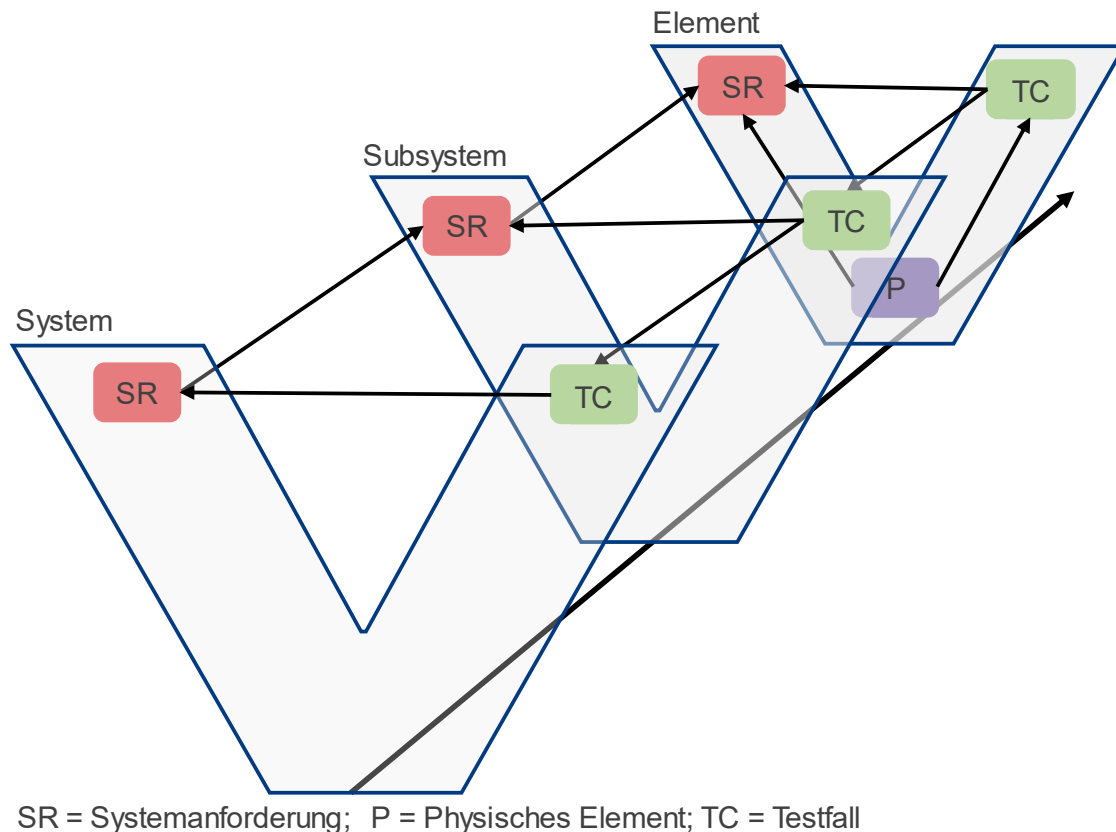 Element
SR
TC
Subsystem
SR
TC
P
System
SR
TC
SR = Systemanforderung; P = Physisches Element; TC = Testfall